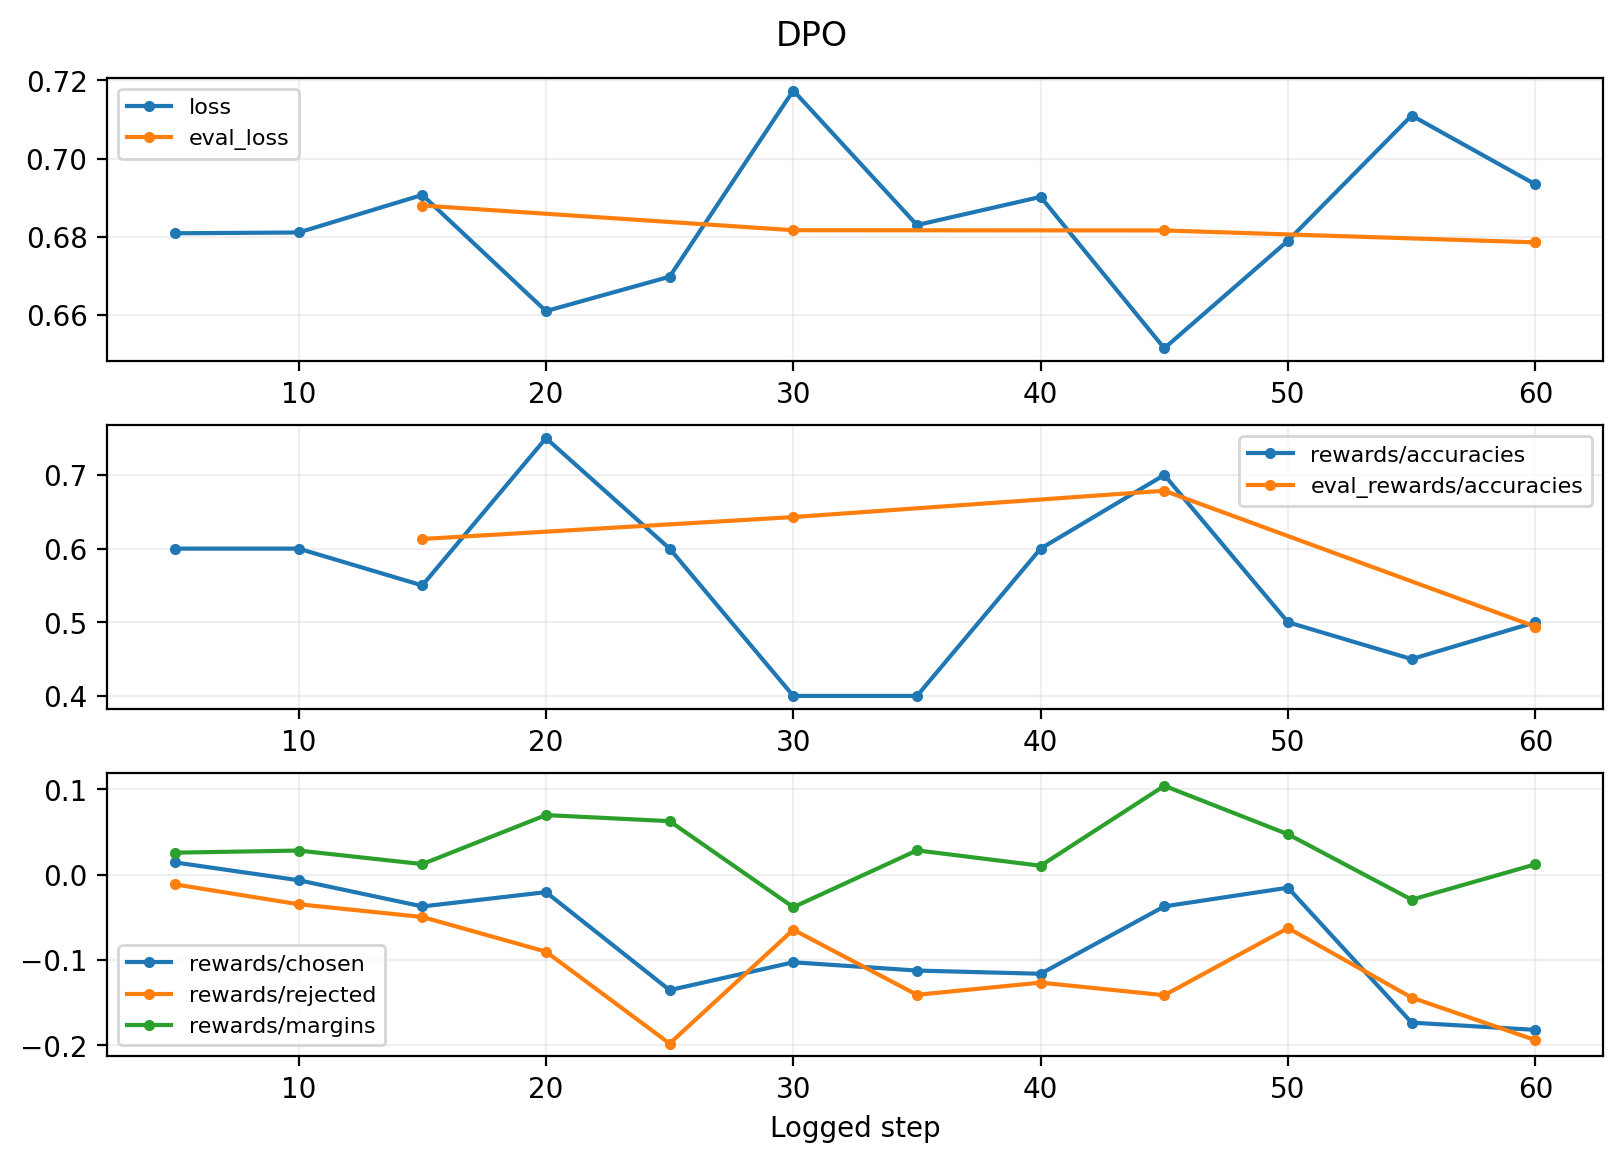 DPO
0.72
0.70
0.68
0.66
loss
eval_loss
10 20 30 40 50 60
0.7
0.6
0.5
0.4
rewards/accuracies
eval_rewards/accuracies
10 20 30 40 50 60
0.1
0.0
−0.1
−0.2
rewards/chosen
rewards/rejected
rewards/margins
10 20 30 40 50 60
Logged step